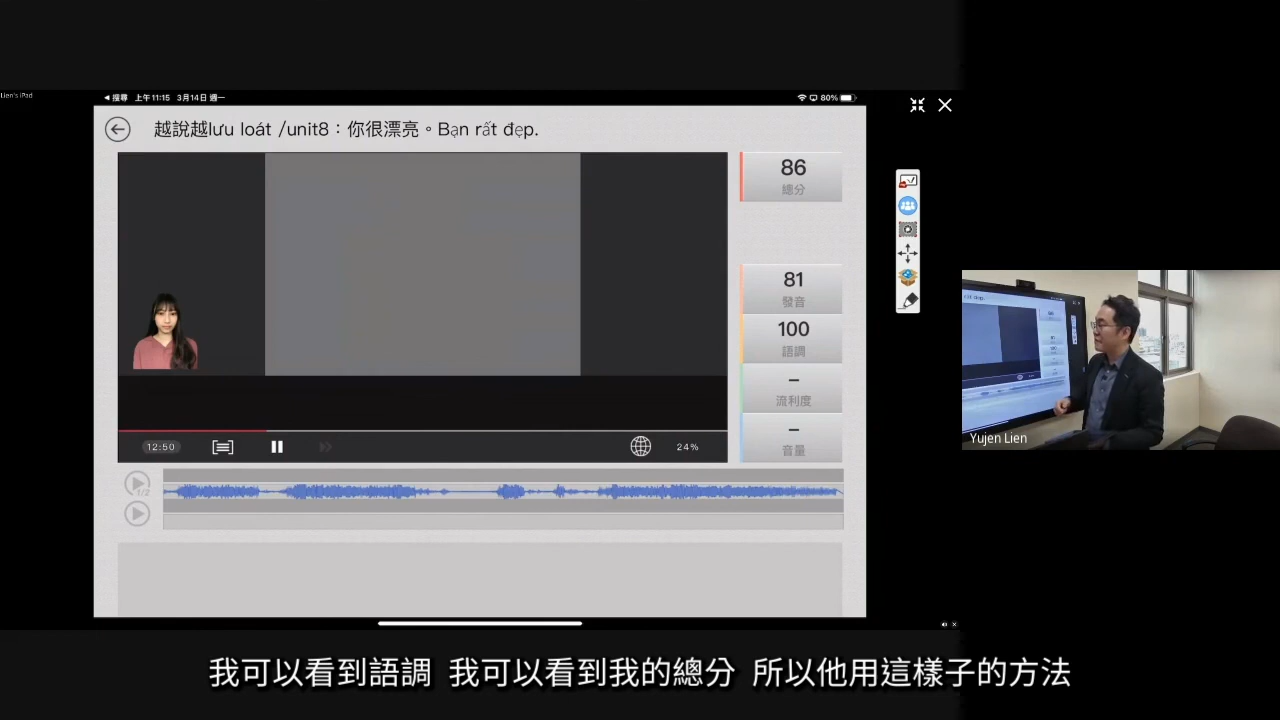 Lien's iPad
◀ 搜尋 上午11:15 3月14日 週一
80%
越說越lưu loát /unit8：你很漂亮。Bạn rất đẹp.
86
總分
81
發音
100
語調
–
流利度
–
音量
12:50
24%
1/2
Yujen Lien
我可以看到語調 我可以看到我的總分 所以他用這樣子的方法